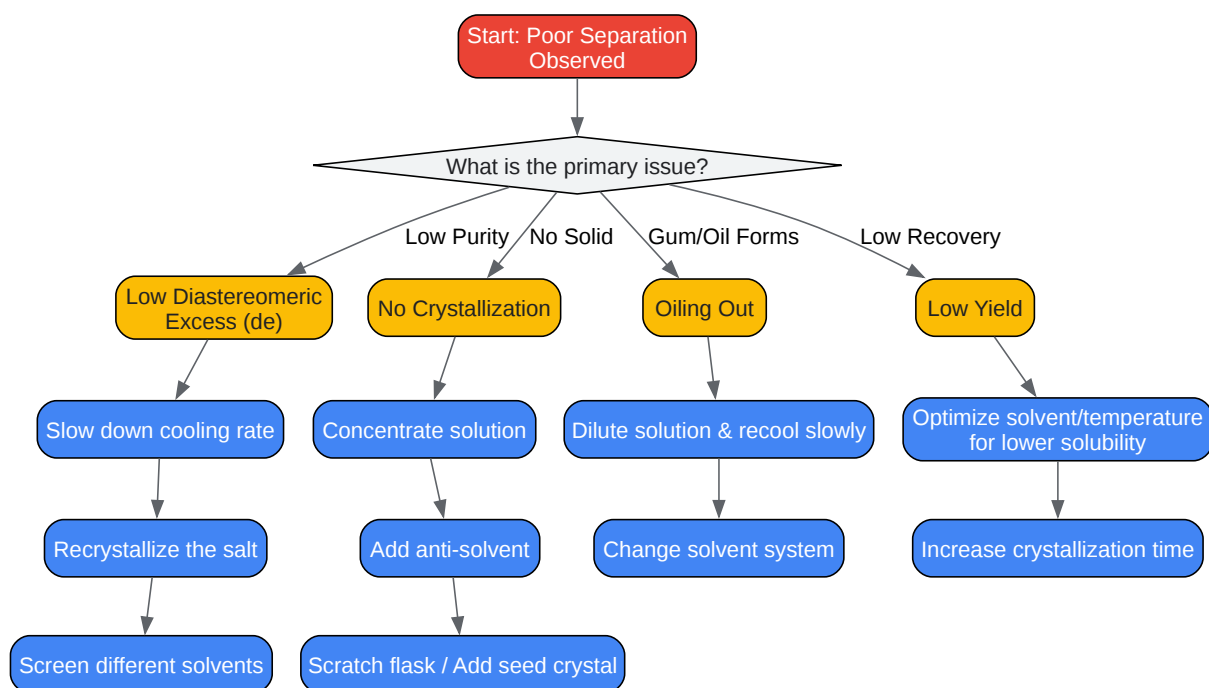 Start: Poor Separation
Observed
What is the primary issue?
Low Purity
No Solid
Gum/Oil Forms
Low Recovery
Low Diastereomeric
Excess (de)
No Crystallization
Oiling Out
Low Yield
Slow down cooling rate
Concentrate solution
Dilute solution & recool slowly
Optimize solvent/temperature
for lower solubility
Recrystallize the salt
Add anti-solvent
Change solvent system
Increase crystallization time
Screen different solvents
Scratch flask / Add seed crystal